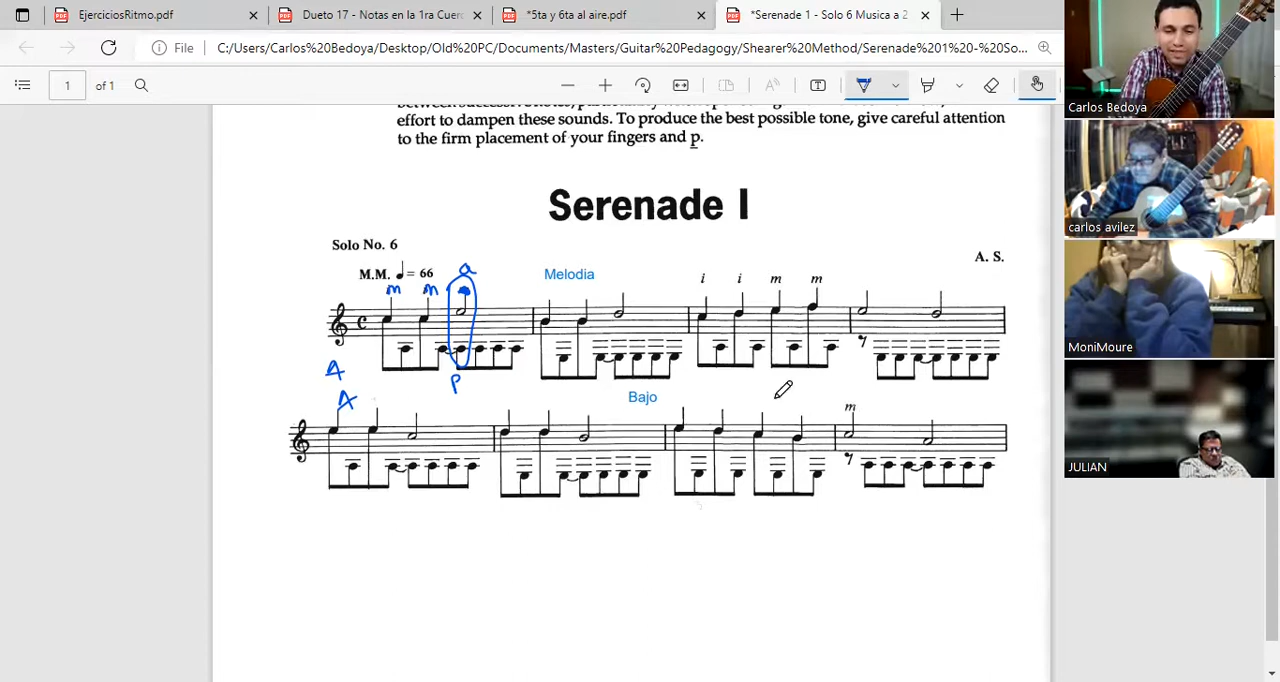 EjerciciosRitmo.pdf
Dueto 17 - Notas en la 1ra Cuer
*5ta y 6ta al aire.pdf
*Serenade 1 - Solo 6 Musica a 2
File
C:/Users/Carlos%20Bedoya/Desktop/Old%20PC/Documents/Masters/Guitar%20Pedagogy/Shearer%20Method/Serenade%201%20-%20So...
1 of 1
effort to dampen these sounds. To produce the best possible tone, give careful attention
to the firm placement of your fingers and p.
Serenade I
Solo No. 6
A. S.
M.M. ♩= 66
a
Melodia
i i m m
m m
p
A
A
Bajo
m
Carlos Bedoya
carlos avilez
MoniMoure
JULIAN